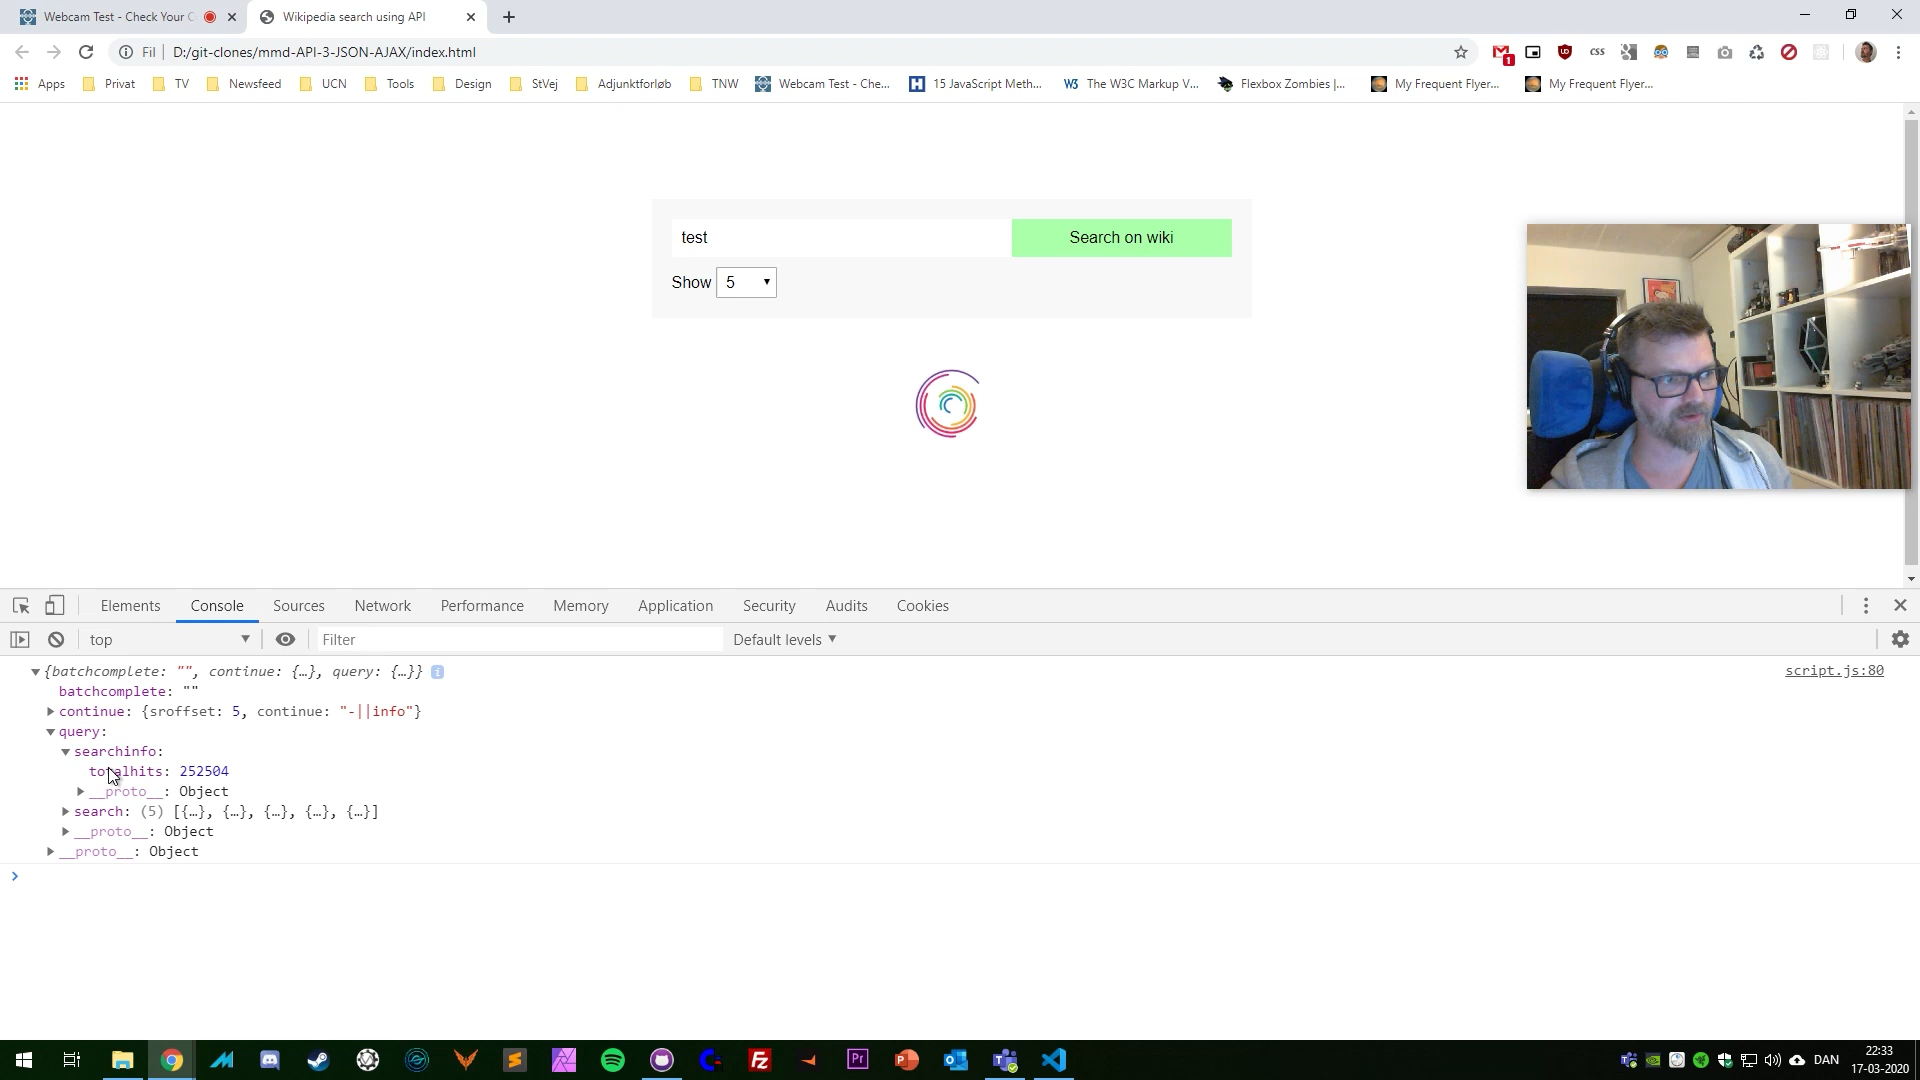 Webcam Test - Check Your C
Wikipedia search using API
Fil
D:/git-clones/mmd-API-3-JSON-AJAX/index.html
1
css
Apps
Privat
TV
Newsfeed
UCN
Tools
Design
StVej
Adjunktforløb
TNW
Webcam Test - Che...
15 JavaScript Meth...
The W3C Markup V...
Flexbox Zombies |...
My Frequent Flyer...
My Frequent Flyer...
test
Search on wiki
Show 5
Elements
Console
Sources
Network
Performance
Memory
Application
Security
Audits
Cookies
top
Filter
Default levels
{batchcomplete: "", continue: {…}, query: {…}}
script.js:80
batchcomplete: ""
continue: {sroffset: 5, continue: "-||info"}
query:
searchinfo:
totalhits: 252504
__proto__: Object
search: (5) [{…}, {…}, {…}, {…}, {…}]
__proto__: Object
__proto__: Object
DAN
22:33
17-03-2020